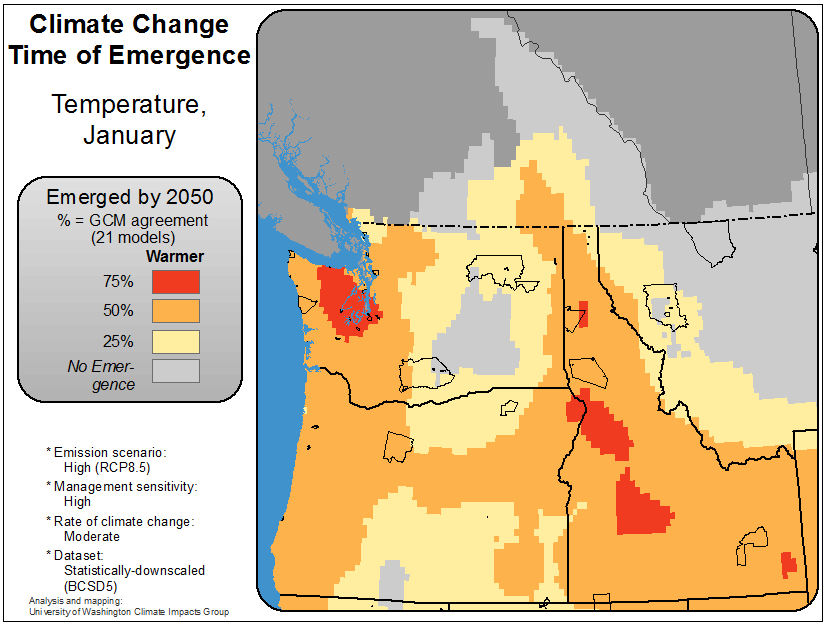 Climate Change
Time of Emergence
Temperature,
January
Emerged by 2050
% = GCM agreement
(21 models)
Warmer
75%
50%
25%
No Emer-
gence
* Emission scenario:
High (RCP8.5)
* Management sensitivity:
High
* Rate of climate change:
Moderate
* Dataset:
Statistically-downscaled
(BCSD5)
Analysis and mapping:
University of Washington Climate Impacts Group